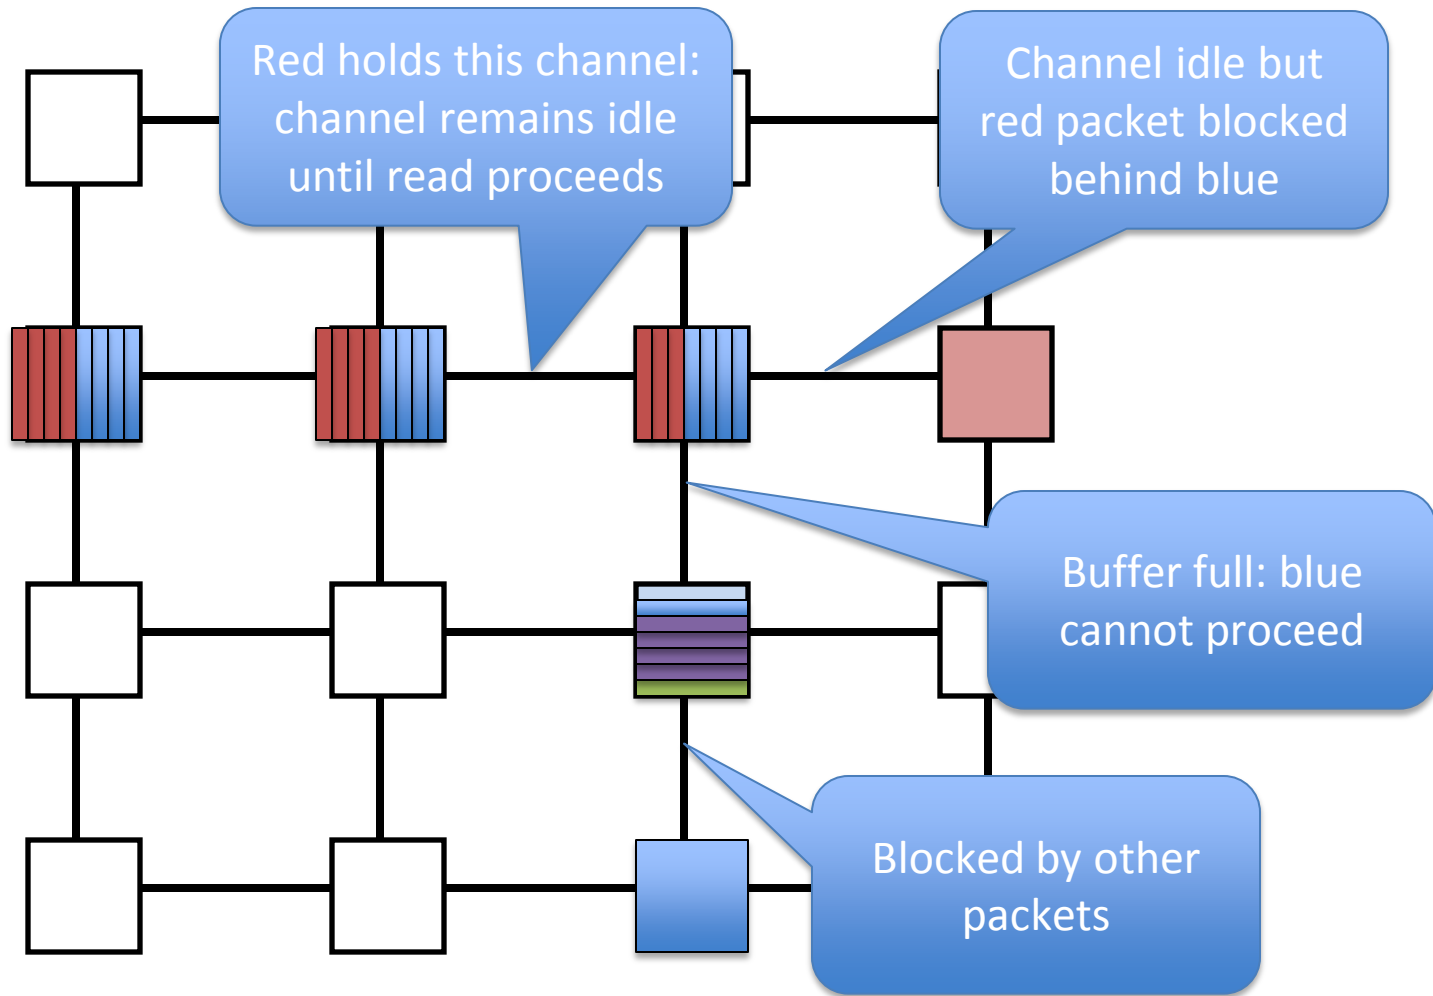 Red holds this channel:
channel remains idle
until read proceeds
Channel idle but
red packet blocked
behind blue
Buffer full: blue
cannot proceed
Blocked by other
packets